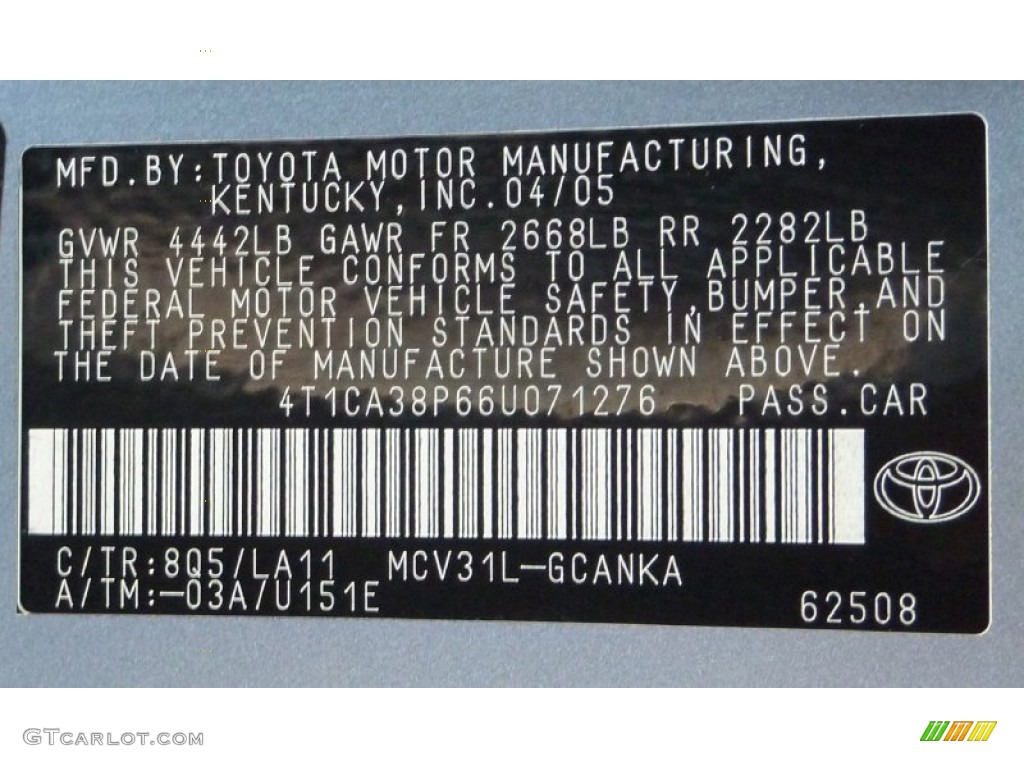 MFD.BY:TOYOTA MOTOR MANUFACTURING,
KENTUCKY,INC.04/05
GVWR 4442LB GAWR FR 2668LB RR 2282LB
THIS VEHICLE CONFORMS TO ALL APPLICABLE
FEDERAL MOTOR VEHICLE SAFETY,BUMPER,AND
THEFT PREVENTION STANDARDS IN EFFECT ON
THE DATE OF MANUFACTURE SHOWN ABOVE.
4T1CA38P66U071276 PASS.CAR
C/TR:8Q5/LA11 MCV31L-GCANKA
A/TM:-03A/U151E
62508
GTCARLOT.COM